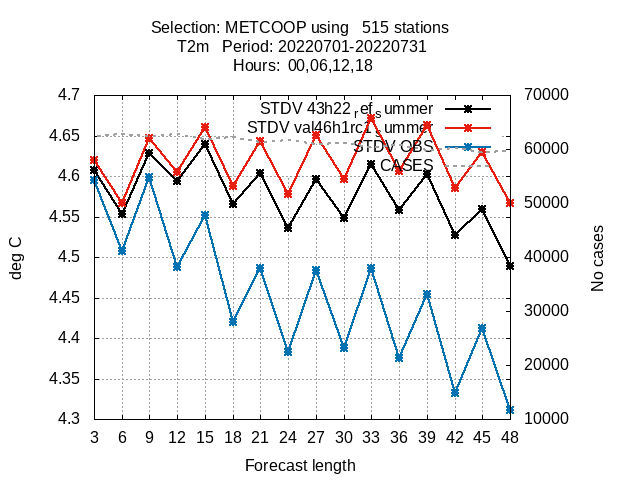 Selection: METCOOP using   515 stations
T2m   Period: 20220701-20220731
Hours:  00,06,12,18
4.7 70000
STDV 43h22refsummer
STDV val46h1rc1summer
4.65 60000
STDV OBS
CASES
4.6
4.55 50000
4.5 40000
4.45 30000
4.4
4.35 20000
4.3 10000
deg C
No cases
3 6 9 12 15 18 21 24 27 30 33 36 39 42 45 48
Forecast length